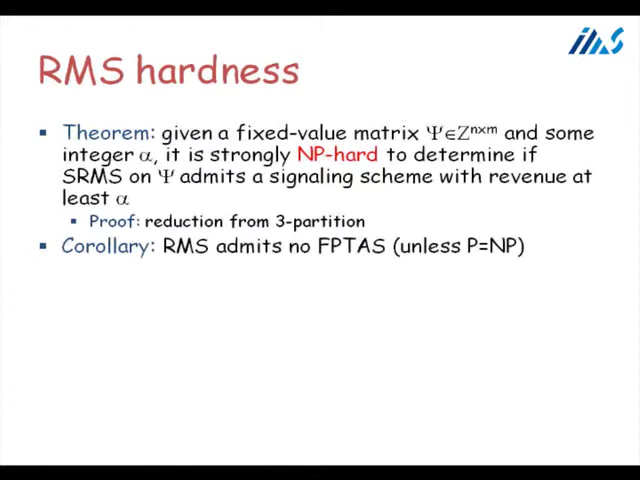 ims
RMS hardness
▪ Theorem: given a fixed-value matrix Ψ∈Zⁿˣᵐ and some
integer α, it is strongly NP-hard to determine if
SRMS on Ψ admits a signaling scheme with revenue at
least α
▪ Proof: reduction from 3-partition
▪ Corollary: RMS admits no FPTAS (unless P=NP)